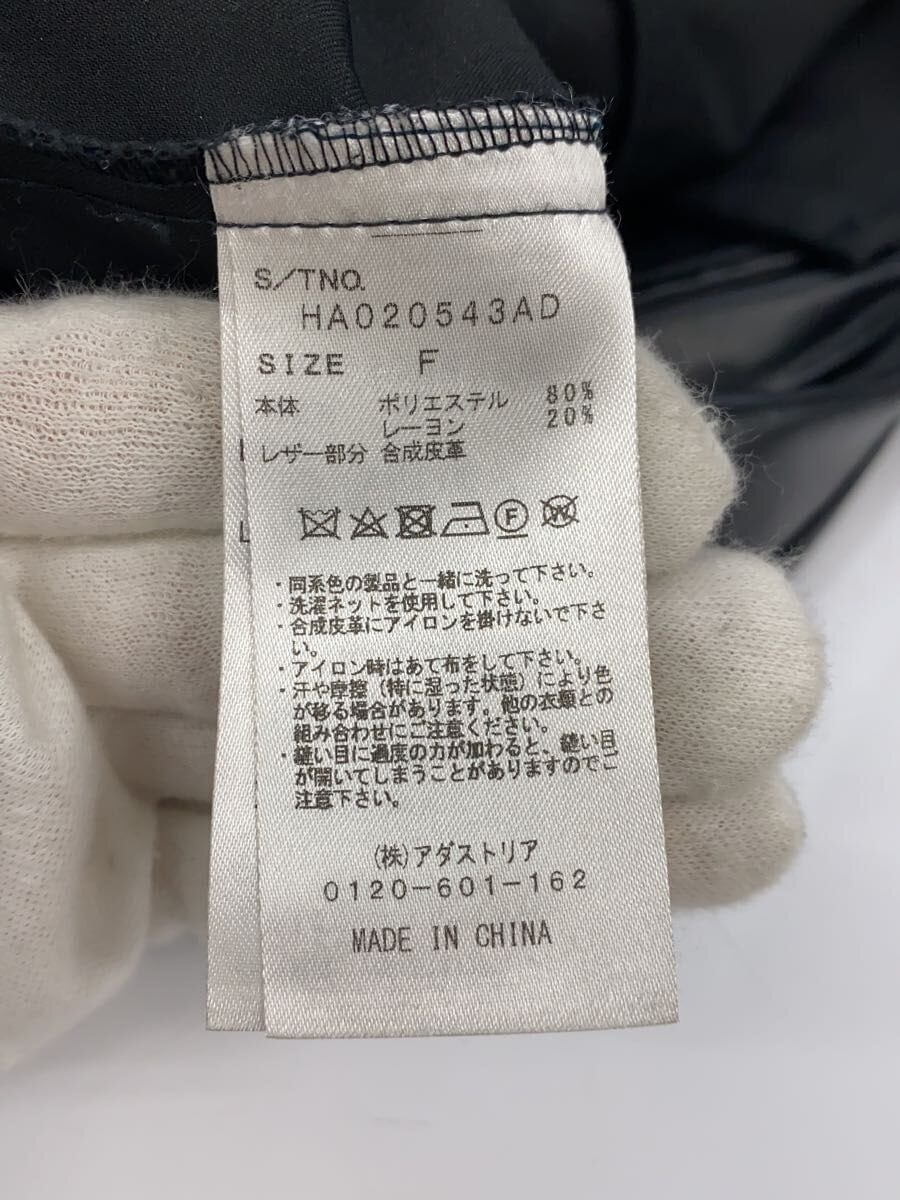 S/TNO.
HA020543AD
SIZE F
本体 ポリエステル 80%
レーヨン 20%
レザー部分 合成皮革
F W
・同系色の製品と一緒に洗って下さい。
・洗濯ネットを使用して下さい。
・合成皮革にアイロンを掛けないで下さ
い。
・アイロン時はあて布をして下さい。
・汗や摩擦(特に湿った状態)により色
が移る場合があります。他の衣類との
組み合わせにご注意ください。
・縫い目に過度の力が加わると、縫い目
が開いてしまうことがありますのでご
注意下さい。
(株)アダストリア
0120-601-162
MADE IN CHINA